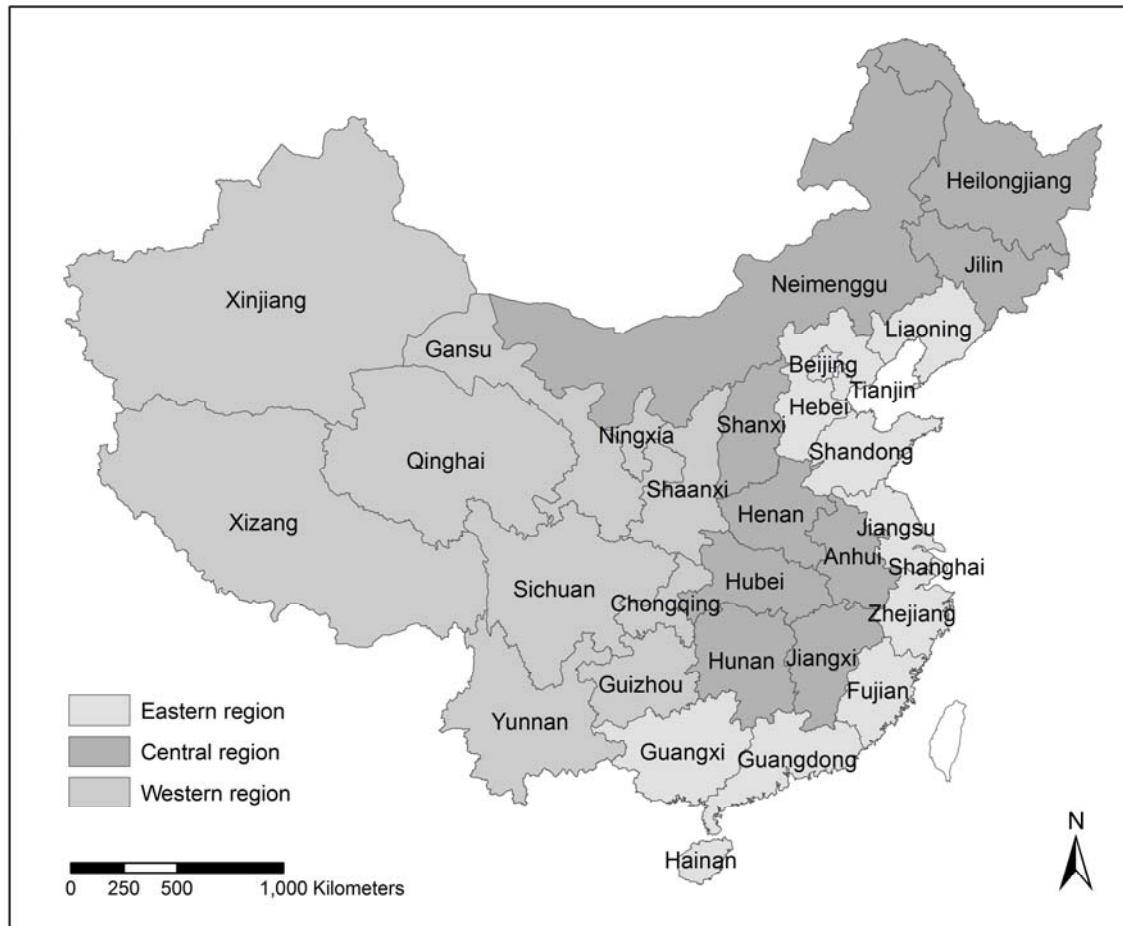 Heilongjiang
Jilin
Neimenggu
Xinjiang
Liaoning
Gansu
Beijing
Tianjin
Hebei
Shanxi
Ningxia
Shandong
Qinghai
Shaanxi
Xizang
Henan
Jiangsu
Anhui
Shanghai
Hubei
Sichuan
Chongqing
Zhejiang
Hunan
Jiangxi
Guizhou
Fujian
Eastern region
Yunnan
Guangxi
Guangdong
Central region
Western region
N
Hainan
0 250 500 1,000 Kilometers